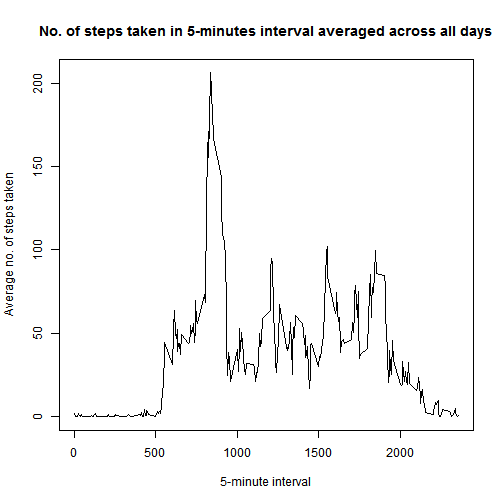 No. of steps taken in 5-minutes interval averaged across all days
Average no. of steps taken
200
150
100
50
0
0 500 1000 1500 2000
5-minute interval